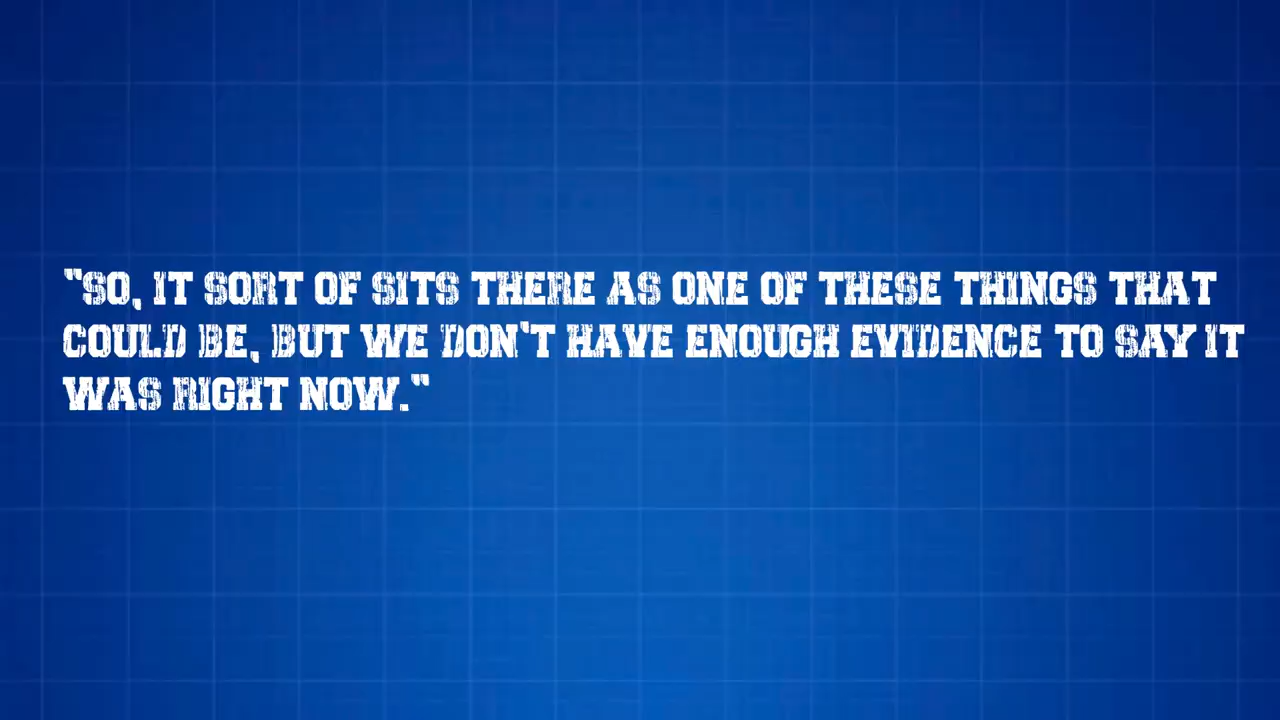 "SO, IT SORT OF SITS THERE AS ONE OF THESE THINGS THAT
COULD BE, BUT WE DON'T HAVE ENOUGH EVIDENCE TO SAY IT
WAS RIGHT NOW."